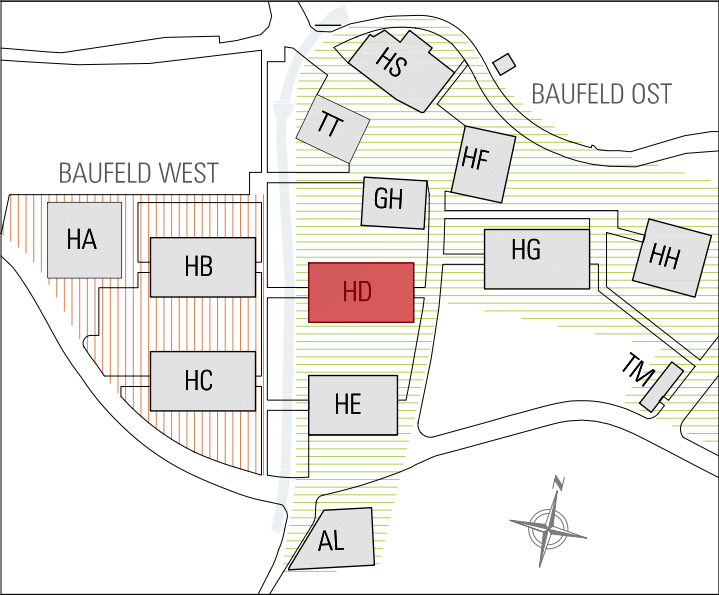 HS
BAUFELD OST
TT
HF
BAUFELD WEST
GH
HA
HB
HG
HH
HD
HC
HE
TM
N
AL